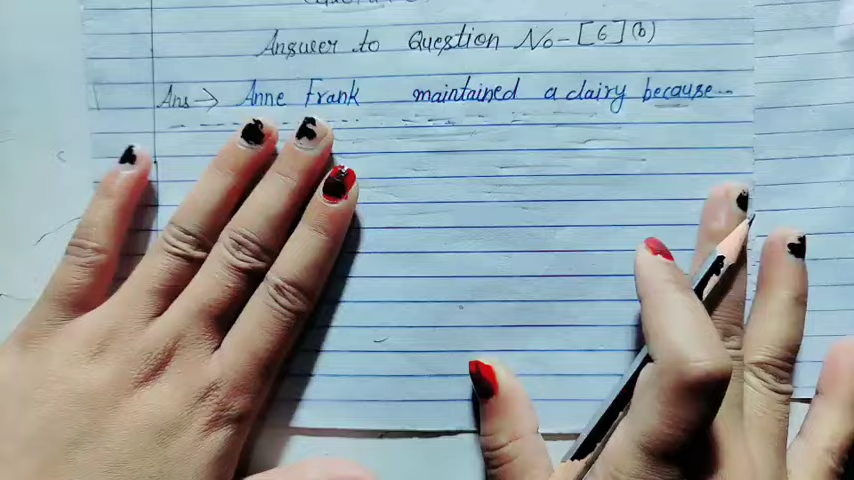 Answer to Question No-[6](b)
Ans → Anne Frank maintained a dairy because...